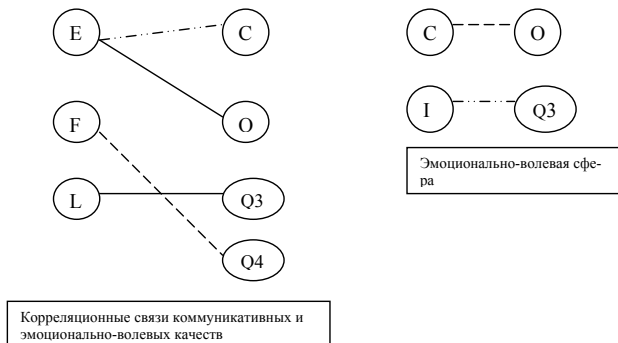 E C
C O
F O
I Q3
Эмоционально-волевая сфе-
ра
L Q3
Q4
Корреляционные связи коммуникативных и
эмоционально-волевых качеств